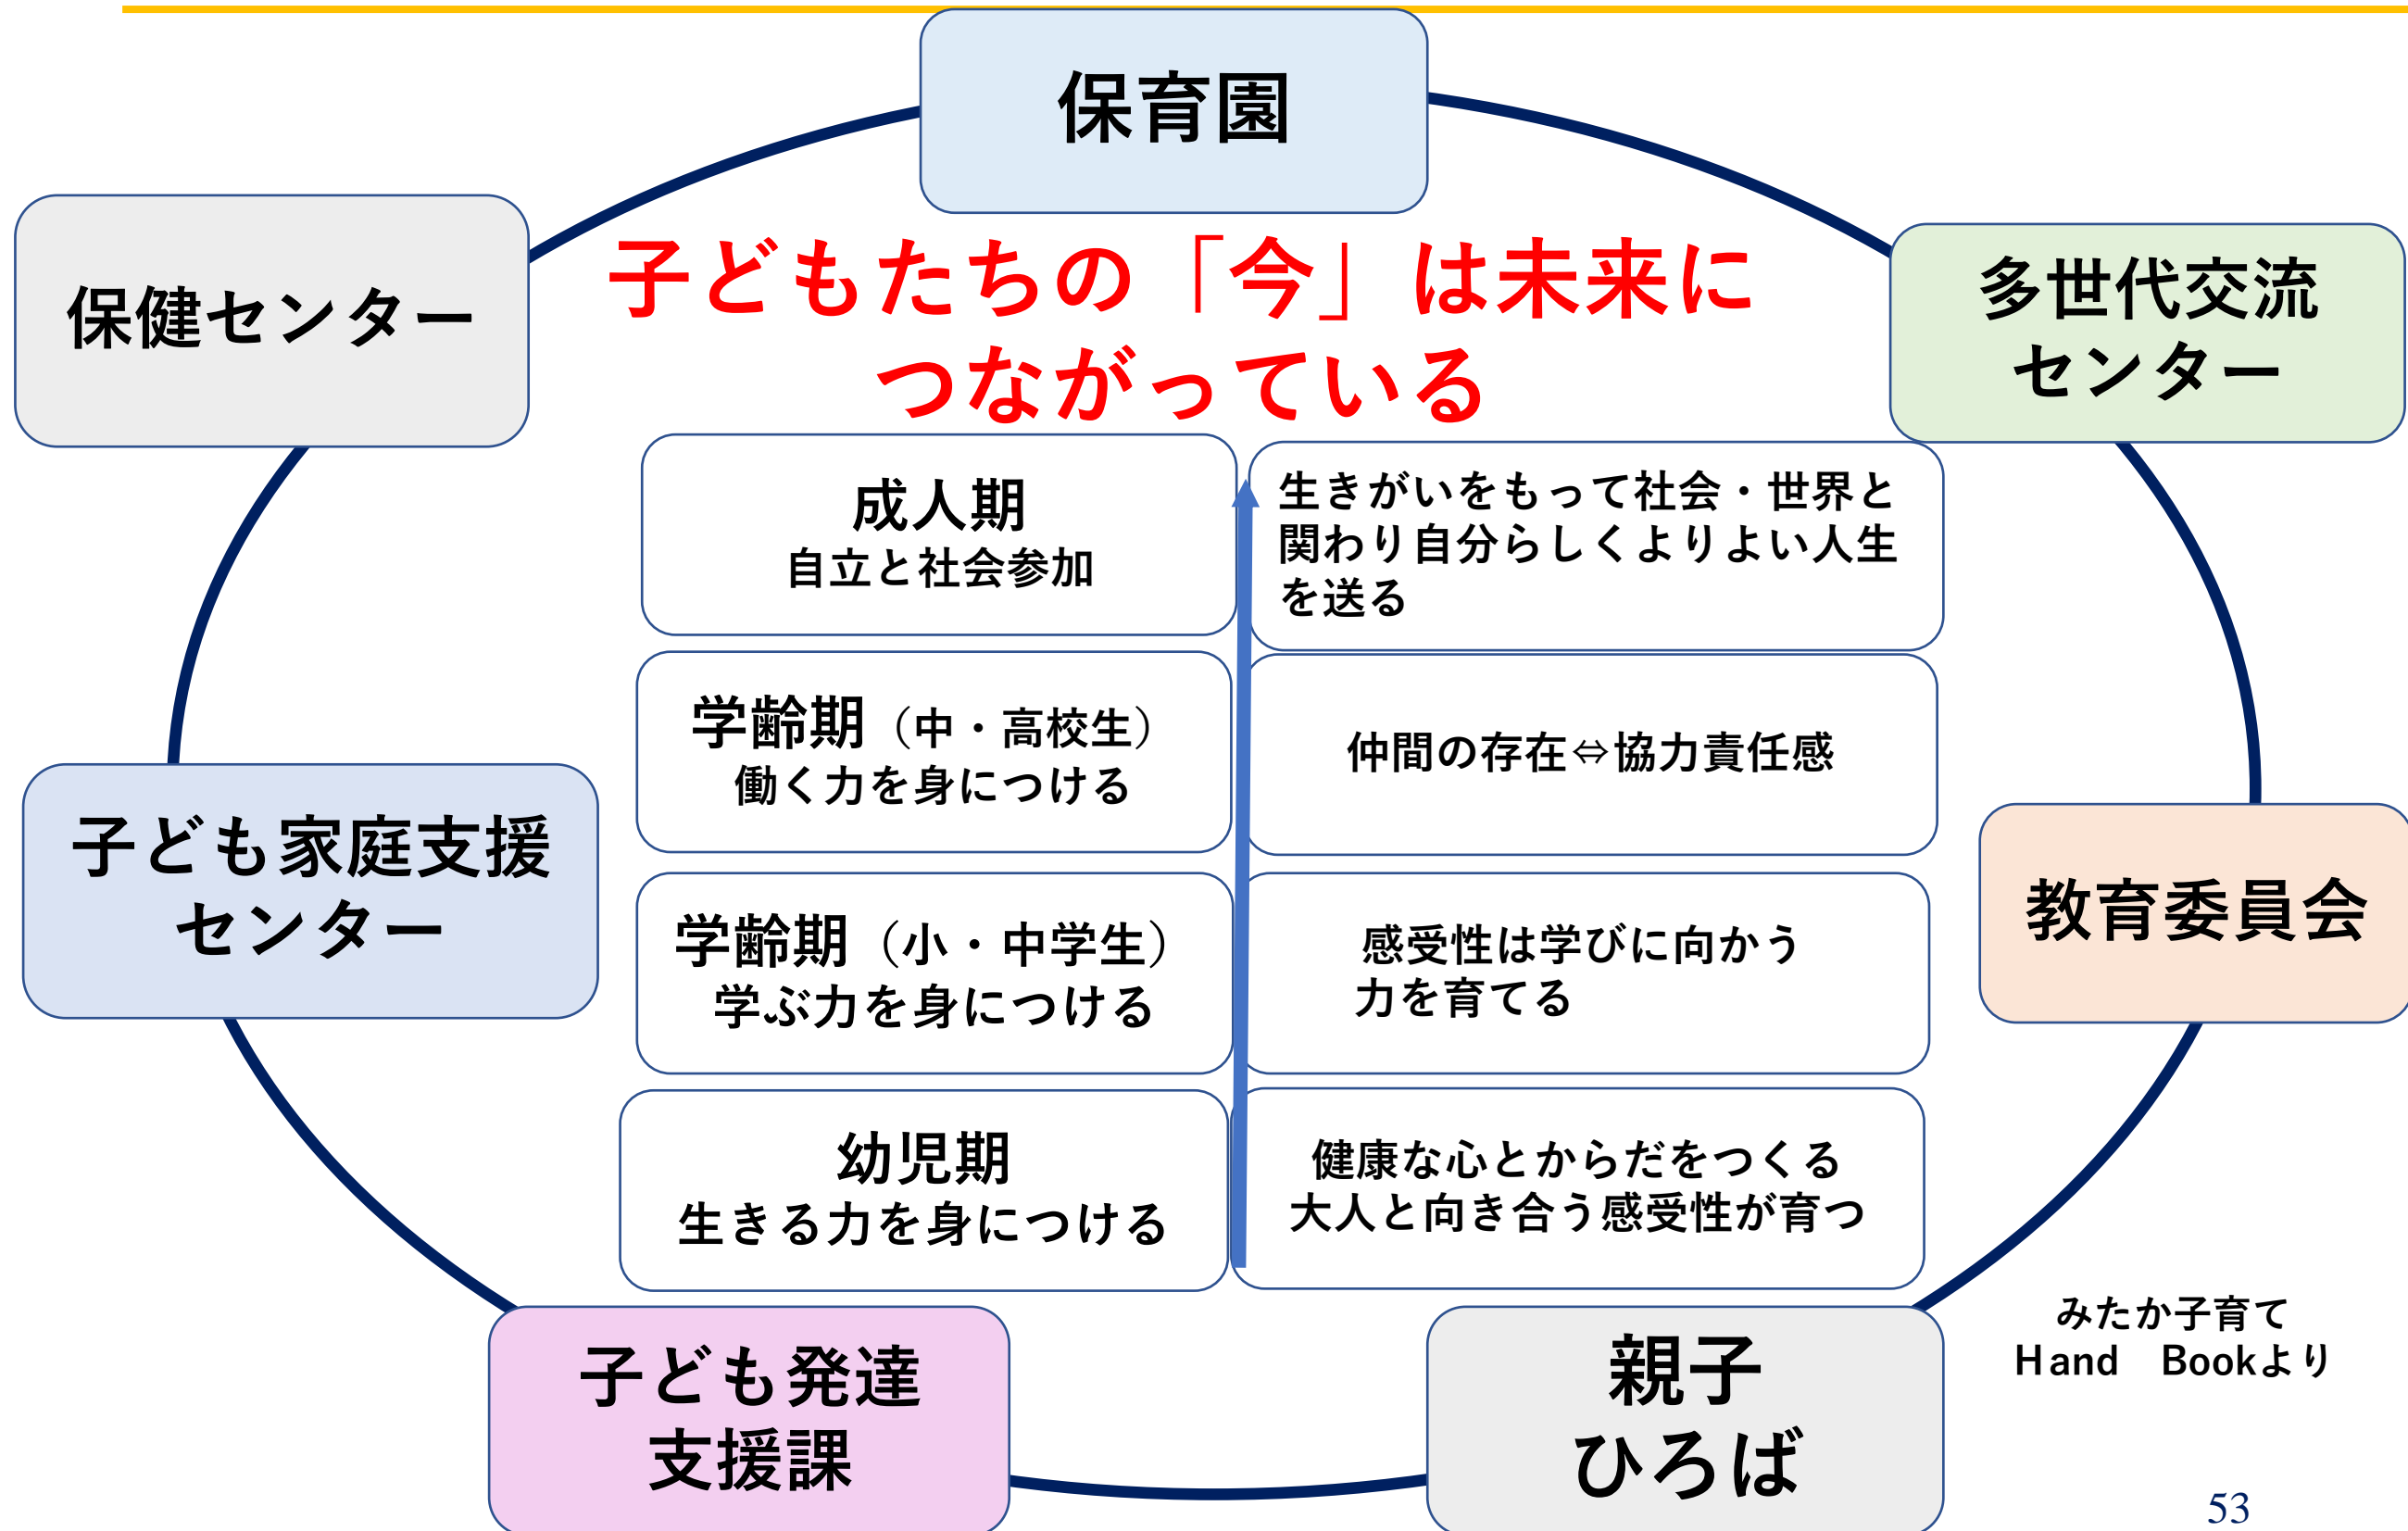 保育園
保健センター
子どもたちの「今」は未来に
つながっている
多世代交流
センター
成人期
自立と社会参加
生きがいをもって社会・世界と
関わり自分らしくよりよい人生
を送る
学齢期（中・高校生）
働く力を身につける
仲間の存在⇔協力責任感
子ども家庭支援
センター
教育委員会
学齢期（小・中学生）
学ぶ力を身につける
感受性は学びに向かう
力を育てる
幼児期
生きる力を身につける
健康な心とからだをつくる
大人と向き合う感受性が育つ
子ども発達
支援課
親子
ひろば
みたか子育て
Hand　Bookより
53